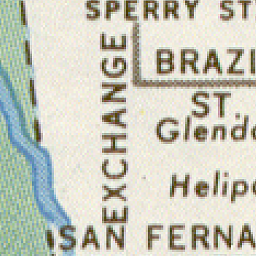 SPERRY ST
EXCHANGE
BRAZI
ST.
Glendo
Helipo
SAN FERNA